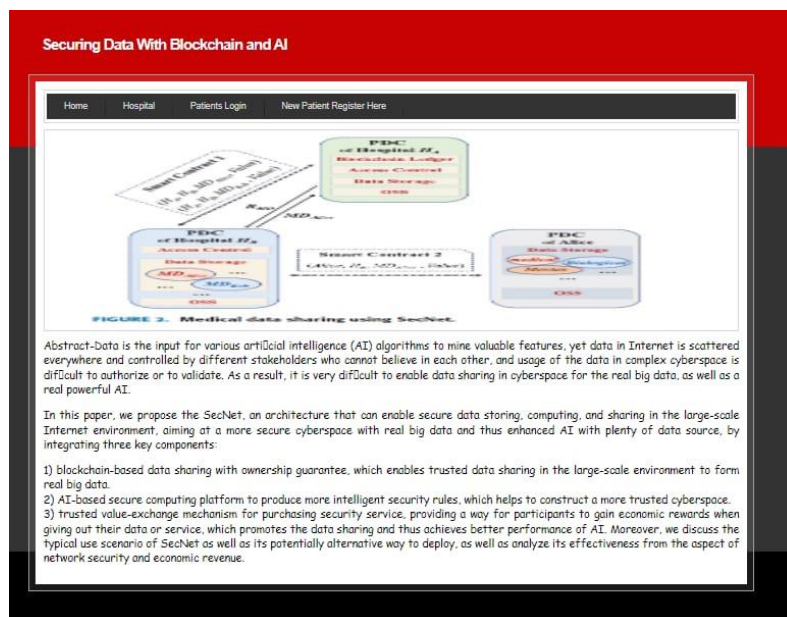 Securing Data With Blockchain and AI
Home Hospital Patients Login New Patient Register Here
PDC
of Hospital
Blockchain Ledger
Access Control
Data Storage
OSS
Smart Contract 1
PDC
of Hospital
Access Control
Data Storage
...
...
OSS
Smart Contract 2
PDC
of Alice
Data Storage
medical
Biological
Movies
...
OSS
FIGURE 2. Medical data sharing using SecNet.
Abstract-Data is the input for various arti▯cial intelligence (AI) algorithms to mine valuable features, yet data in Internet is scattered
everywhere and controlled by different stakeholders who cannot believe in each other, and usage of the data in complex cyberspace is
dif▯cult to authorize or to validate. As a result, it is very dif▯cult to enable data sharing in cyberspace for the real big data, as well as a
real powerful AI.
In this paper, we propose the SecNet, an architecture that can enable secure data storing, computing, and sharing in the large-scale
Internet environment, aiming at a more secure cyberspace with real big data and thus enhanced AI with plenty of data source, by
integrating three key components:
1) blockchain-based data sharing with ownership guarantee, which enables trusted data sharing in the large-scale environment to form
real big data.
2) AI-based secure computing platform to produce more intelligent security rules, which helps to construct a more trusted cyberspace.
3) trusted value-exchange mechanism for purchasing security service, providing a way for participants to gain economic rewards when
giving out their data or service, which promotes the data sharing and thus achieves better performance of AI. Moreover, we discuss the
typical use scenario of SecNet as well as its potentially alternative way to deploy, as well as analyze its effectiveness from the aspect of
network security and economic revenue.